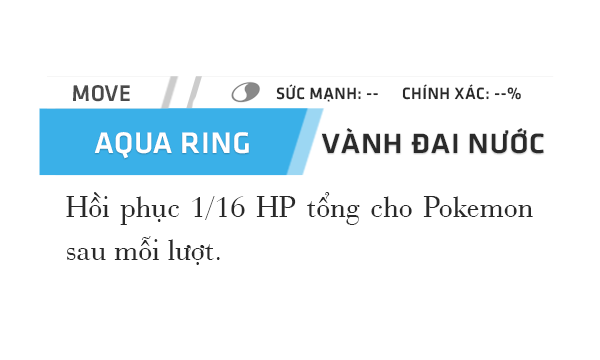 MOVE SỨC MẠNH: -- CHÍNH XÁC: --%
AQUA RING VÀNH ĐAI NƯỚC
Hồi phục 1/16 HP tổng cho Pokemon
sau mỗi lượt.